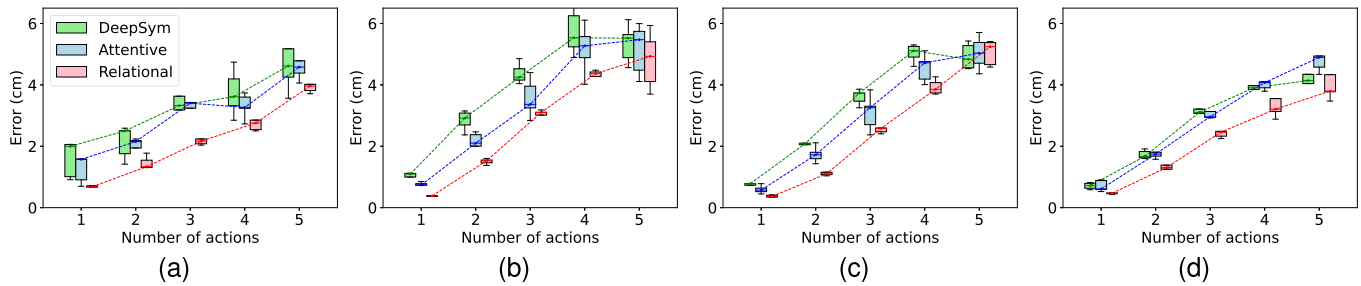 DeepSym
Attentive
Relational
Error (cm)
6
4
2
0
1 2 3 4 5
Number of actions
(a)
Error (cm)
6
4
2
0
1 2 3 4 5
Number of actions
(b)
Error (cm)
6
4
2
0
1 2 3 4 5
Number of actions
(c)
Error (cm)
6
4
2
0
1 2 3 4 5
Number of actions
(d)